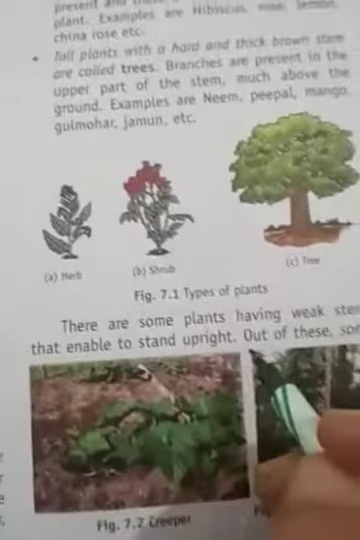 present and
plant. Examples are Hibiscus, rose, lemon,
china rose etc.
• Tall plants with a hard and thick brown stem
are called trees. Branches are present in the
upper part of the stem, much above the
ground. Examples are Neem, peepal, mango,
gulmohar, jamun, etc.
(a) Herb
(b) Shrub
(c) Tree
Fig. 7.1 Types of plants
There are some plants having weak
that enable to stand upright. Out of these,
Fig. 7.2 Creeper